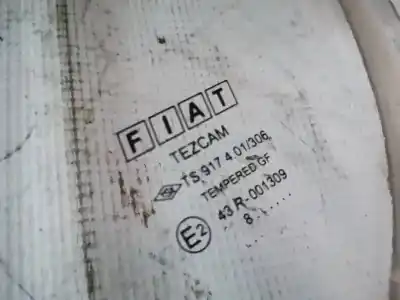 FIAT
TEZCAM
TS 917 4.01/306
TEMPERED GF
E2 43 R-001309
8......